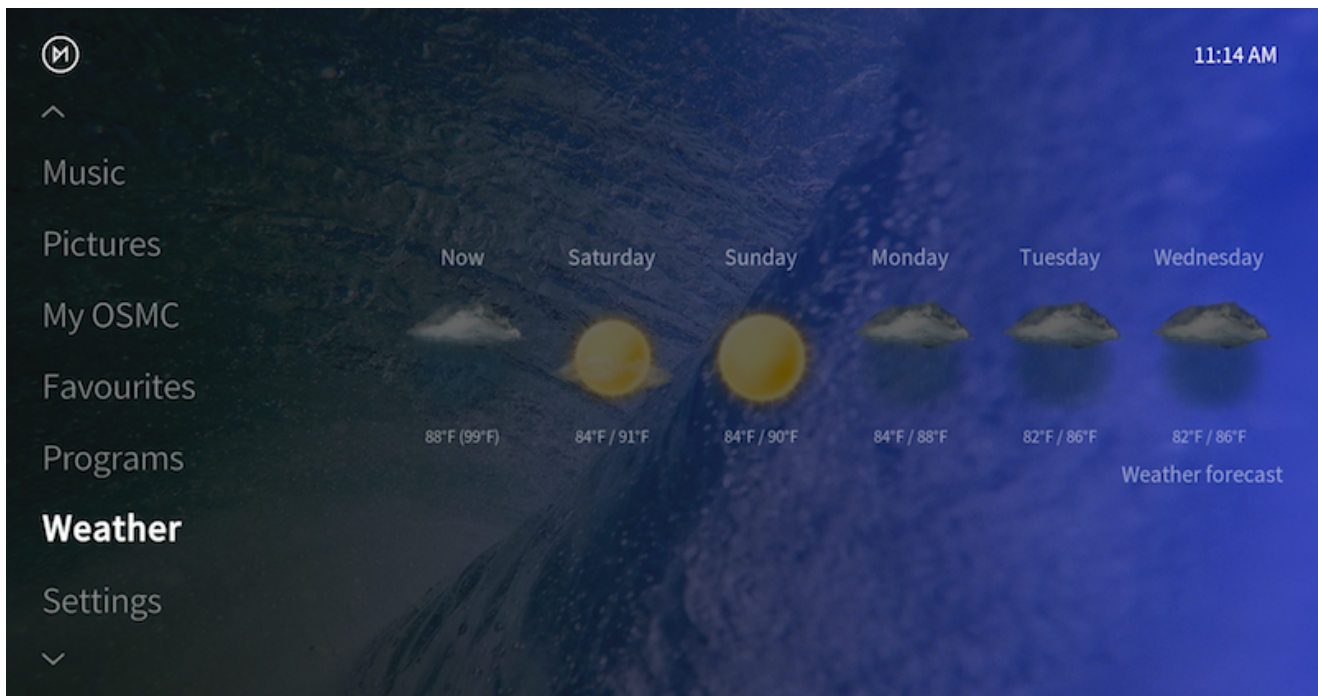 11:14 AM
Music
Pictures
My OSMC
Favourites
Programs
Weather
Settings
Now Saturday Sunday Monday Tuesday Wednesday
88°F (99°F) 84°F / 91°F 84°F / 90°F 84°F / 88°F 82°F / 86°F 82°F / 86°F
Weather forecast